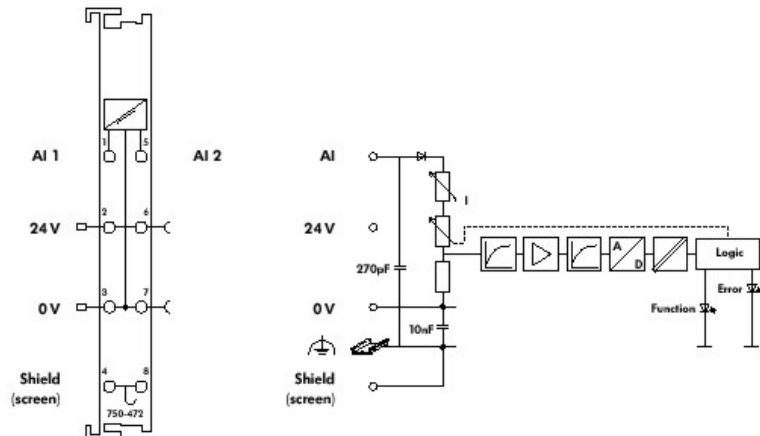 1 5
AI 1 AI 2
2 6
24 V
3 7
0 V
4 8
Shield
(screen)
750-472
AI
I
24 V
270pF
A
D
Logic
Error
0 V
Function
10nF
Shield
(screen)